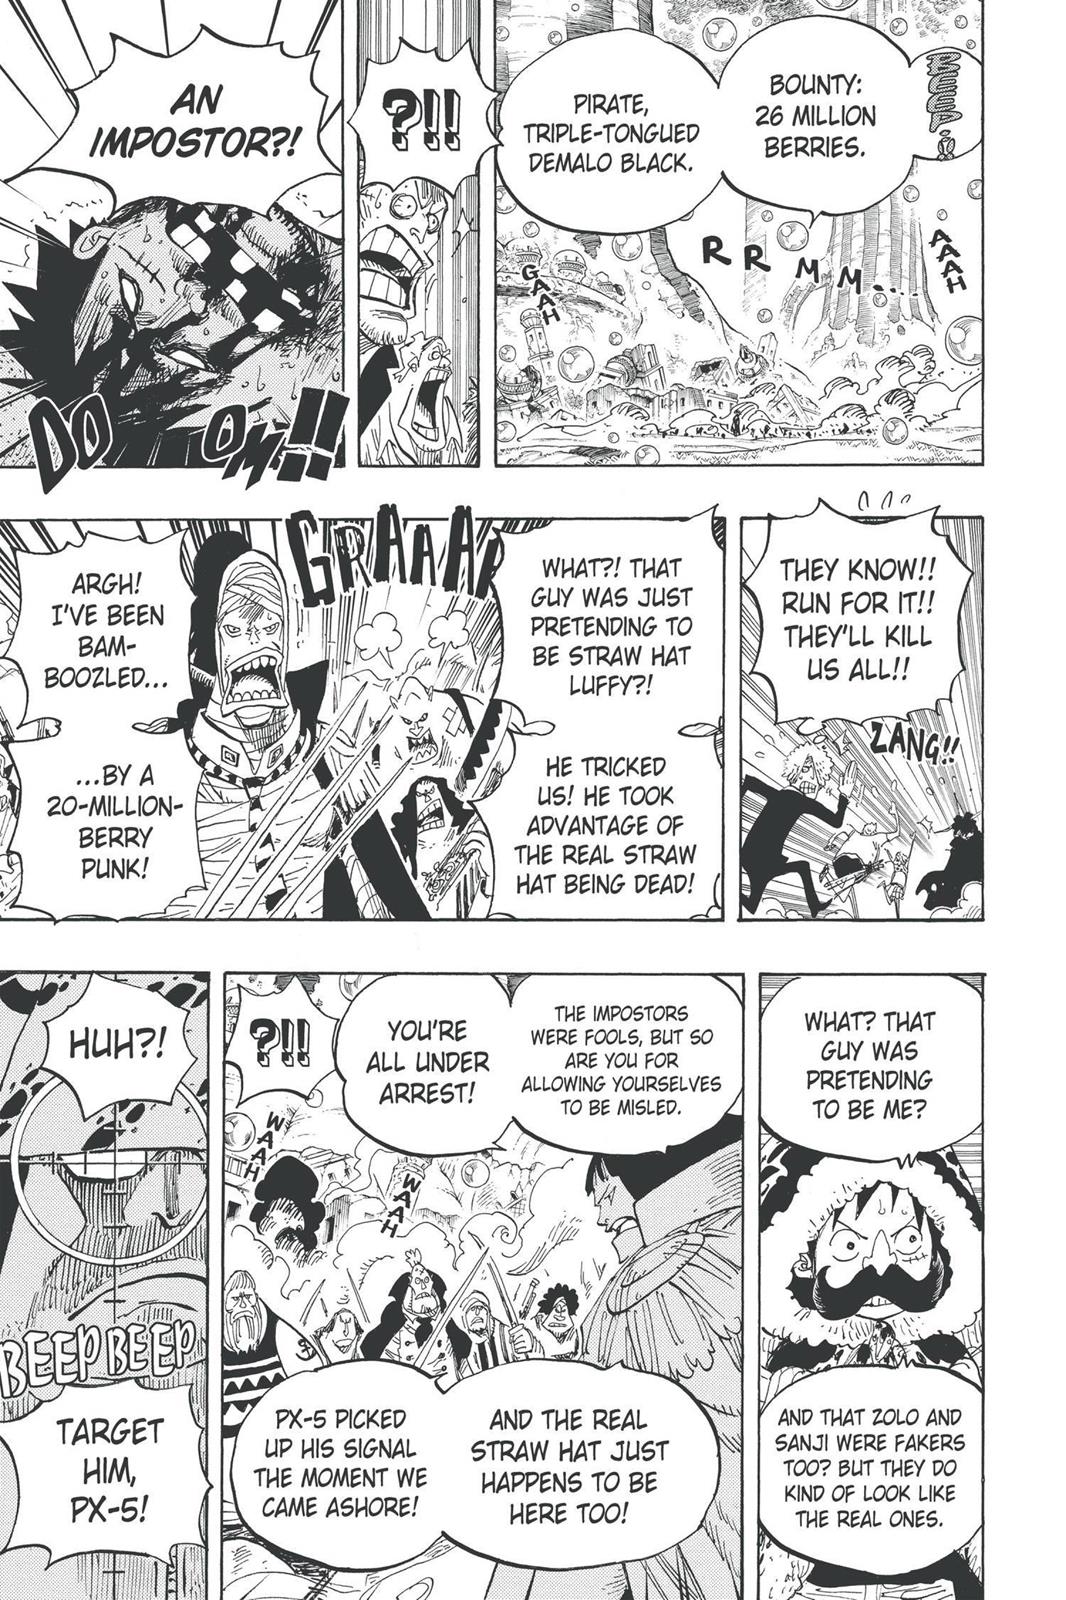 BEEP!!
BOUNTY:
26 MILLION
BERRIES.
PIRATE,
TRIPLE-TONGUED
DEMALO BLACK.
AAAH
RRMM....
GAAH
?!!
AN
IMPOSTOR?!
DOOM!!
THEY KNOW!!
RUN FOR IT!!
THEY'LL KILL
US ALL!!
ZANG!!
WHAT?! THAT
GUY WAS JUST
PRETENDING TO
BE STRAW HAT
LUFFY?!
HE TRICKED
US! HE TOOK
ADVANTAGE OF
THE REAL STRAW
HAT BEING DEAD!
GRAAAA
ARGH!
I'VE BEEN
BAM-
BOOZLED...
...BY A
20-MILLION-
BERRY
PUNK!
WHAT? THAT
GUY WAS
PRETENDING
TO BE ME?
AND THAT ZOLO AND
SANJI WERE FAKERS
TOO? BUT THEY DO
KIND OF LOOK LIKE
THE REAL ONES.
THE IMPOSTORS
WERE FOOLS, BUT SO
ARE YOU FOR
ALLOWING YOURSELVES
TO BE MISLED.
YOU'RE
ALL UNDER
ARREST!
?!!
WAAH
WAAH
AND THE REAL
STRAW HAT JUST
HAPPENS TO BE
HERE TOO!
PX-5 PICKED
UP HIS SIGNAL
THE MOMENT WE
CAME ASHORE!
HUH?!
BEEP BEEP
TARGET
HIM,
PX-5!